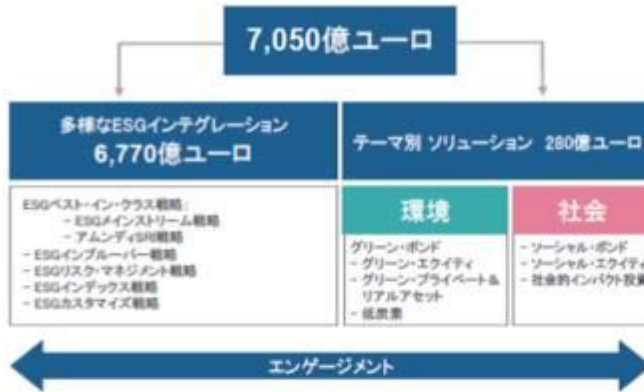 7,050億ユーロ
多様なESGインテグレーション
6,770億ユーロ
テーマ別 ソリューション 280億ユーロ
ESGベスト・イン・クラス戦略:
- ESGメインストリーム戦略
- アムンディSRI戦略
- ESGインプルーバー戦略
- ESGリスク・マネジメント戦略
- ESGインデックス戦略
- ESGカスタマイズ戦略
環境
グリーン・ボンド
- グリーン・エクイティ
- グリーン・プライベート&
リアルアセット
- 低炭素
社会
- ソーシャル・ボンド
- ソーシャル・エクイティ
- 社会的インパクト投資
エンゲージメント